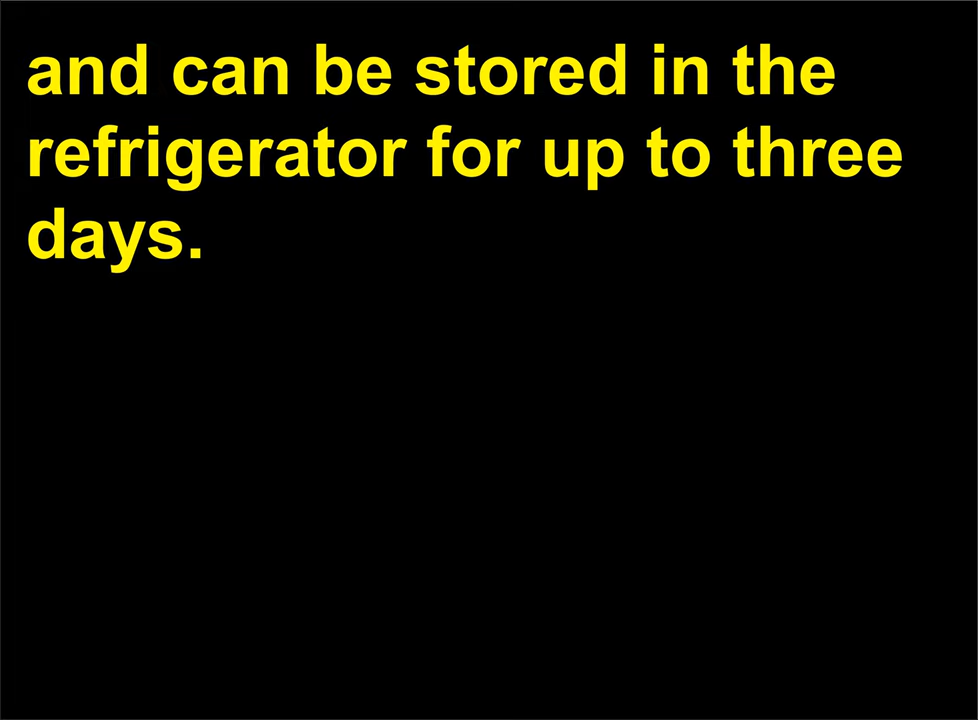 and can be stored in the
refrigerator for up to three
days.